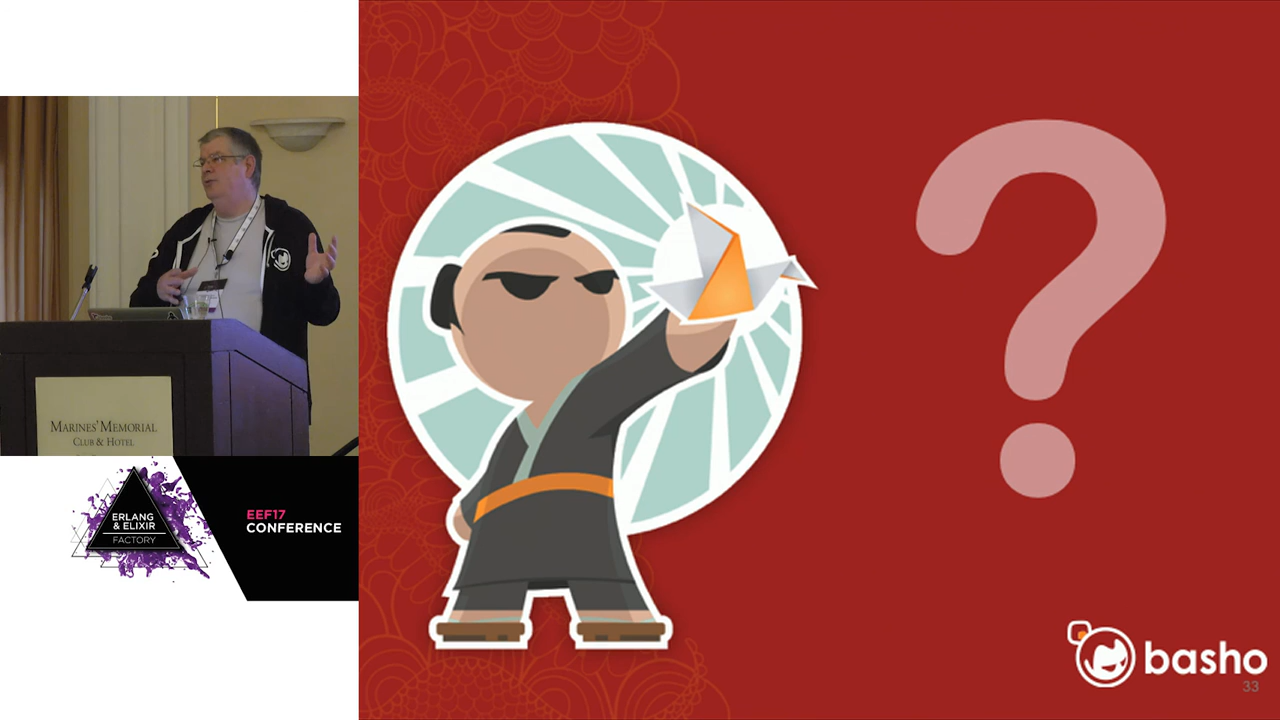 MARINES' MEMORIAL
CLUB & HOTEL
ERLANG
& ELIXIR
FACTORY
EEF17
CONFERENCE
?
basho
33